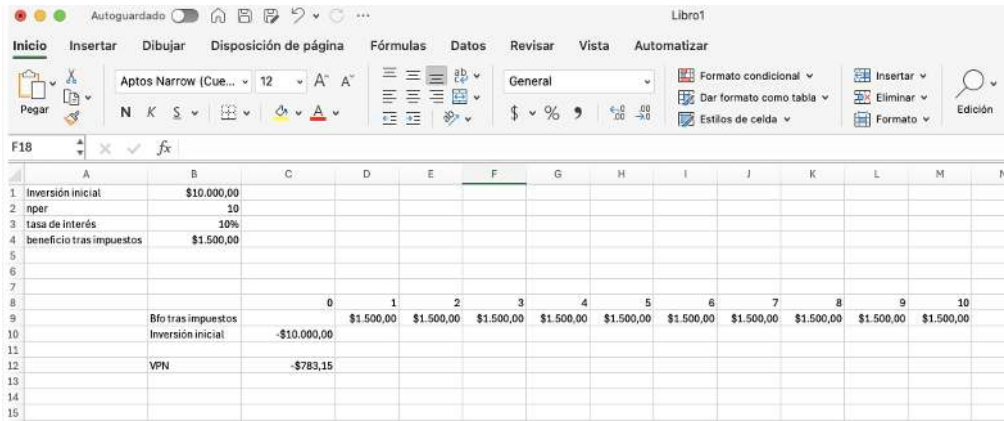 Autoguardado ... Libro1
Inicio Insertar Dibujar Disposición de página Fórmulas Datos Revisar Vista Automatizar
Pegar Aptos Narrow (Cue... 12 A A ab General Formato condicional Insertar
Dar formato como tabla Eliminar Edición
N K S A $ % 9 Estilos de celda Formato
F18 fx
A B C D E F G H I J K L M N
1 Inversión inicial $10.000,00
2 nper 10
3 tasa de interés 10%
4 beneficio tras impuestos $1.500,00
5
6
7
8 0 1 2 3 4 5 6 7 8 9 10
9 Bfo tras impuestos $1.500,00 $1.500,00 $1.500,00 $1.500,00 $1.500,00 $1.500,00 $1.500,00 $1.500,00 $1.500,00 $1.500,00
10 Inversión inicial -$10.000,00
11
12 VPN -$783,15
13
14
15